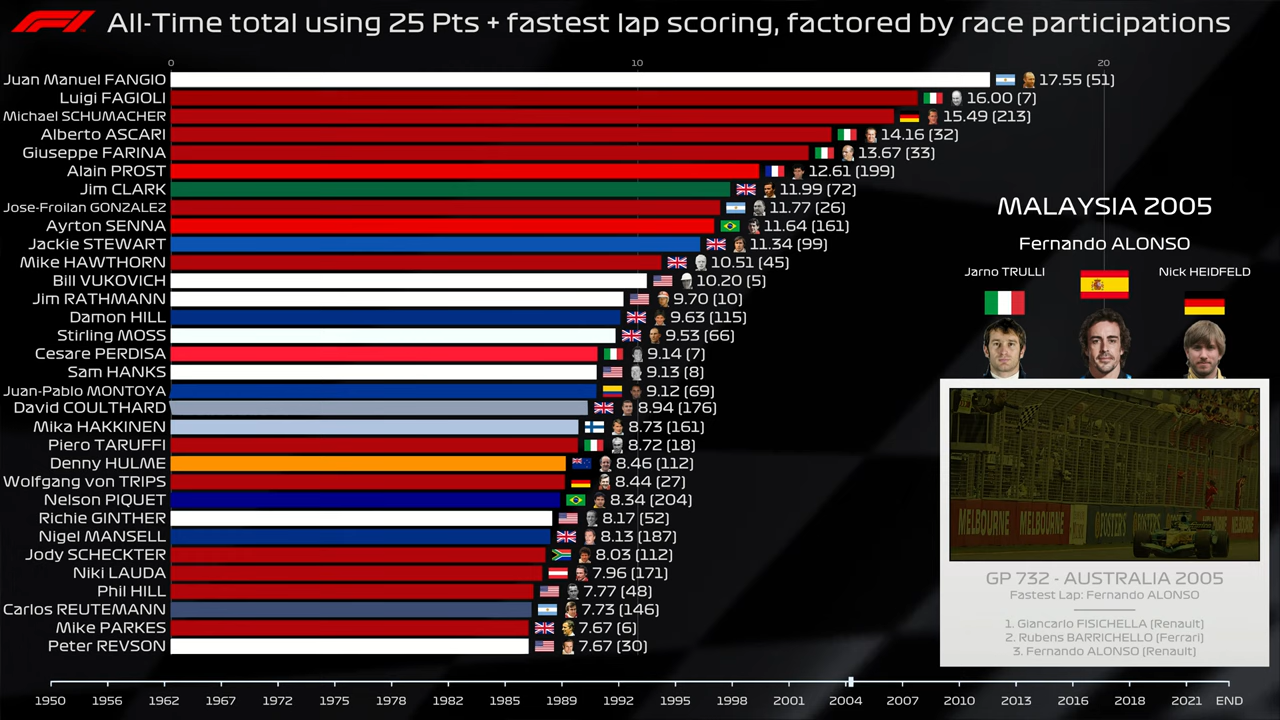 F1 All-Time total using 25 Pts + fastest lap scoring, factored by race participations
0 10 20
Juan Manuel FANGIO 17.55 (51)
Luigi FAGIOLI 16.00 (7)
Michael SCHUMACHER 15.49 (213)
Alberto ASCARI 14.16 (32)
Giuseppe FARINA 13.67 (33)
Alain PROST 12.61 (199)
Jim CLARK 11.99 (72)
Jose-Froilan GONZALEZ 11.77 (26)
Ayrton SENNA 11.64 (161)
Jackie STEWART 11.34 (99)
Mike HAWTHORN 10.51 (45)
Bill VUKOVICH 10.20 (5)
Jim RATHMANN 9.70 (10)
Damon HILL 9.63 (115)
Stirling MOSS 9.53 (66)
Cesare PERDISA 9.14 (7)
Sam HANKS 9.13 (8)
Juan-Pablo MONTOYA 9.12 (69)
David COULTHARD 8.94 (176)
Mika HAKKINEN 8.73 (161)
Piero TARUFFI 8.72 (18)
Denny HULME 8.46 (112)
Wolfgang von TRIPS 8.44 (27)
Nelson PIQUET 8.34 (204)
Richie GINTHER 8.17 (52)
Nigel MANSELL 8.13 (187)
Jody SCHECKTER 8.03 (112)
Niki LAUDA 7.96 (171)
Phil HILL 7.77 (48)
Carlos REUTEMANN 7.73 (146)
Mike PARKES 7.67 (6)
Peter REVSON 7.67 (30)
MALAYSIA 2005
Fernando ALONSO
Jarno TRULLI Nick HEIDFELD
MELBOURNE MELBOURNE FOSTER'S MELBOURNE
GP 732 - AUSTRALIA 2005
Fastest Lap: Fernando ALONSO
1. Giancarlo FISICHELLA (Renault)
2. Rubens BARRICHELLO (Ferrari)
3. Fernando ALONSO (Renault)
1950 1956 1962 1967 1972 1975 1978 1982 1985 1989 1992 1995 1998 2001 2004 2007 2010 2013 2016 2018 2021 END